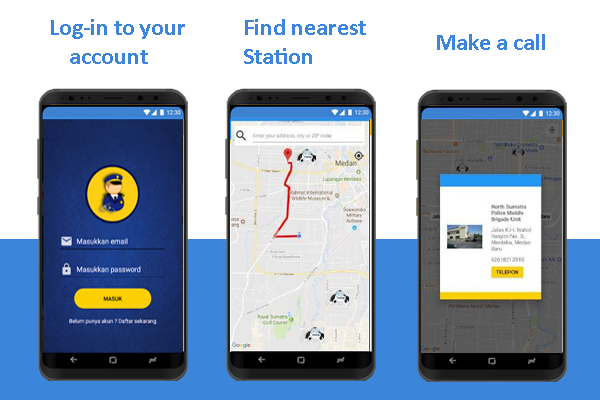 Log-in to your
account
Find nearest
Station
Make a call
12:30
Masukkan email
Masukkan password
MASUK
Belum punya akun ? Daftar sekarang
12:30
Enter your address, city or ZIP code
Medan
Lapangan Merdeka
Rahmat International
Wildlife Museum &
Soewondo
Military
Airbase
Royal Sumatra
Golf Course
Google
12:30
North Sumatra
Police Mobile
Brigade Unit
Jalan K.H. Wahid
Hasyim No. 3,
Merdeka, Medan
Baru
TELEPON
Google